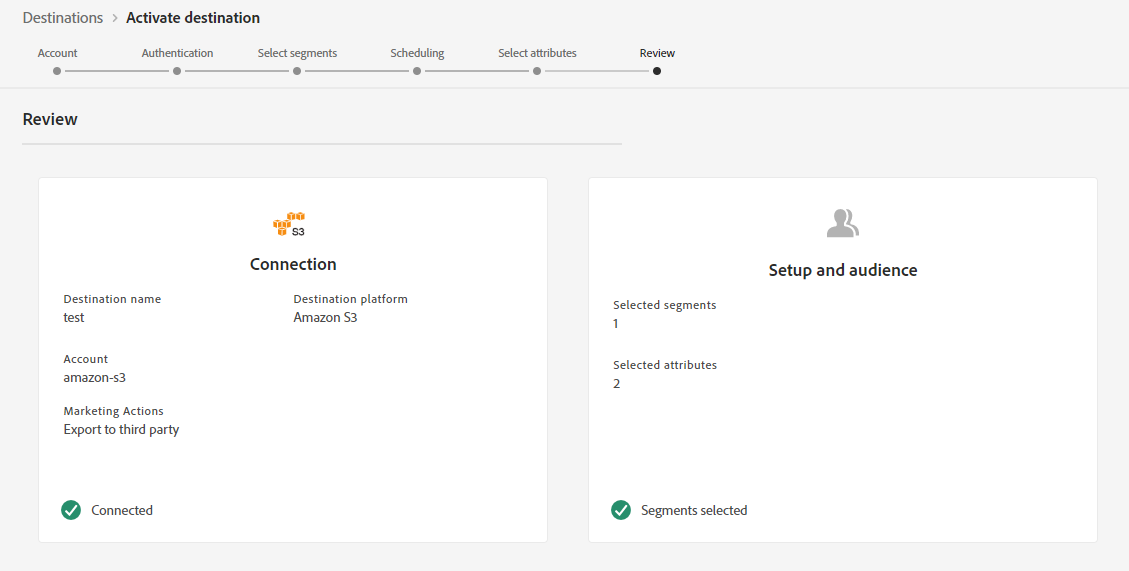 Destinations > Activate destination
Account Authentication Select segments Scheduling Select attributes Review
Review
S3
Connection
Destination name Destination platform
test Amazon S3
Account
amazon-s3
Marketing Actions
Export to third party
Connected
Setup and audience
Selected segments
1
Selected attributes
2
Segments selected